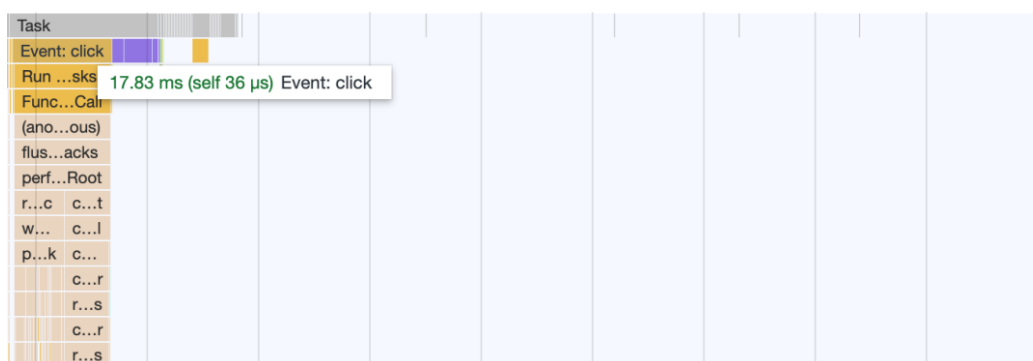 Task
Event: click
Run ...sks
17.83 ms (self 36 μs) Event: click
Func...Call
(ano...ous)
flus...acks
perf...Root
r...c c...t
w... c...l
p...k c...
c...r
r...s
c...r
r...s